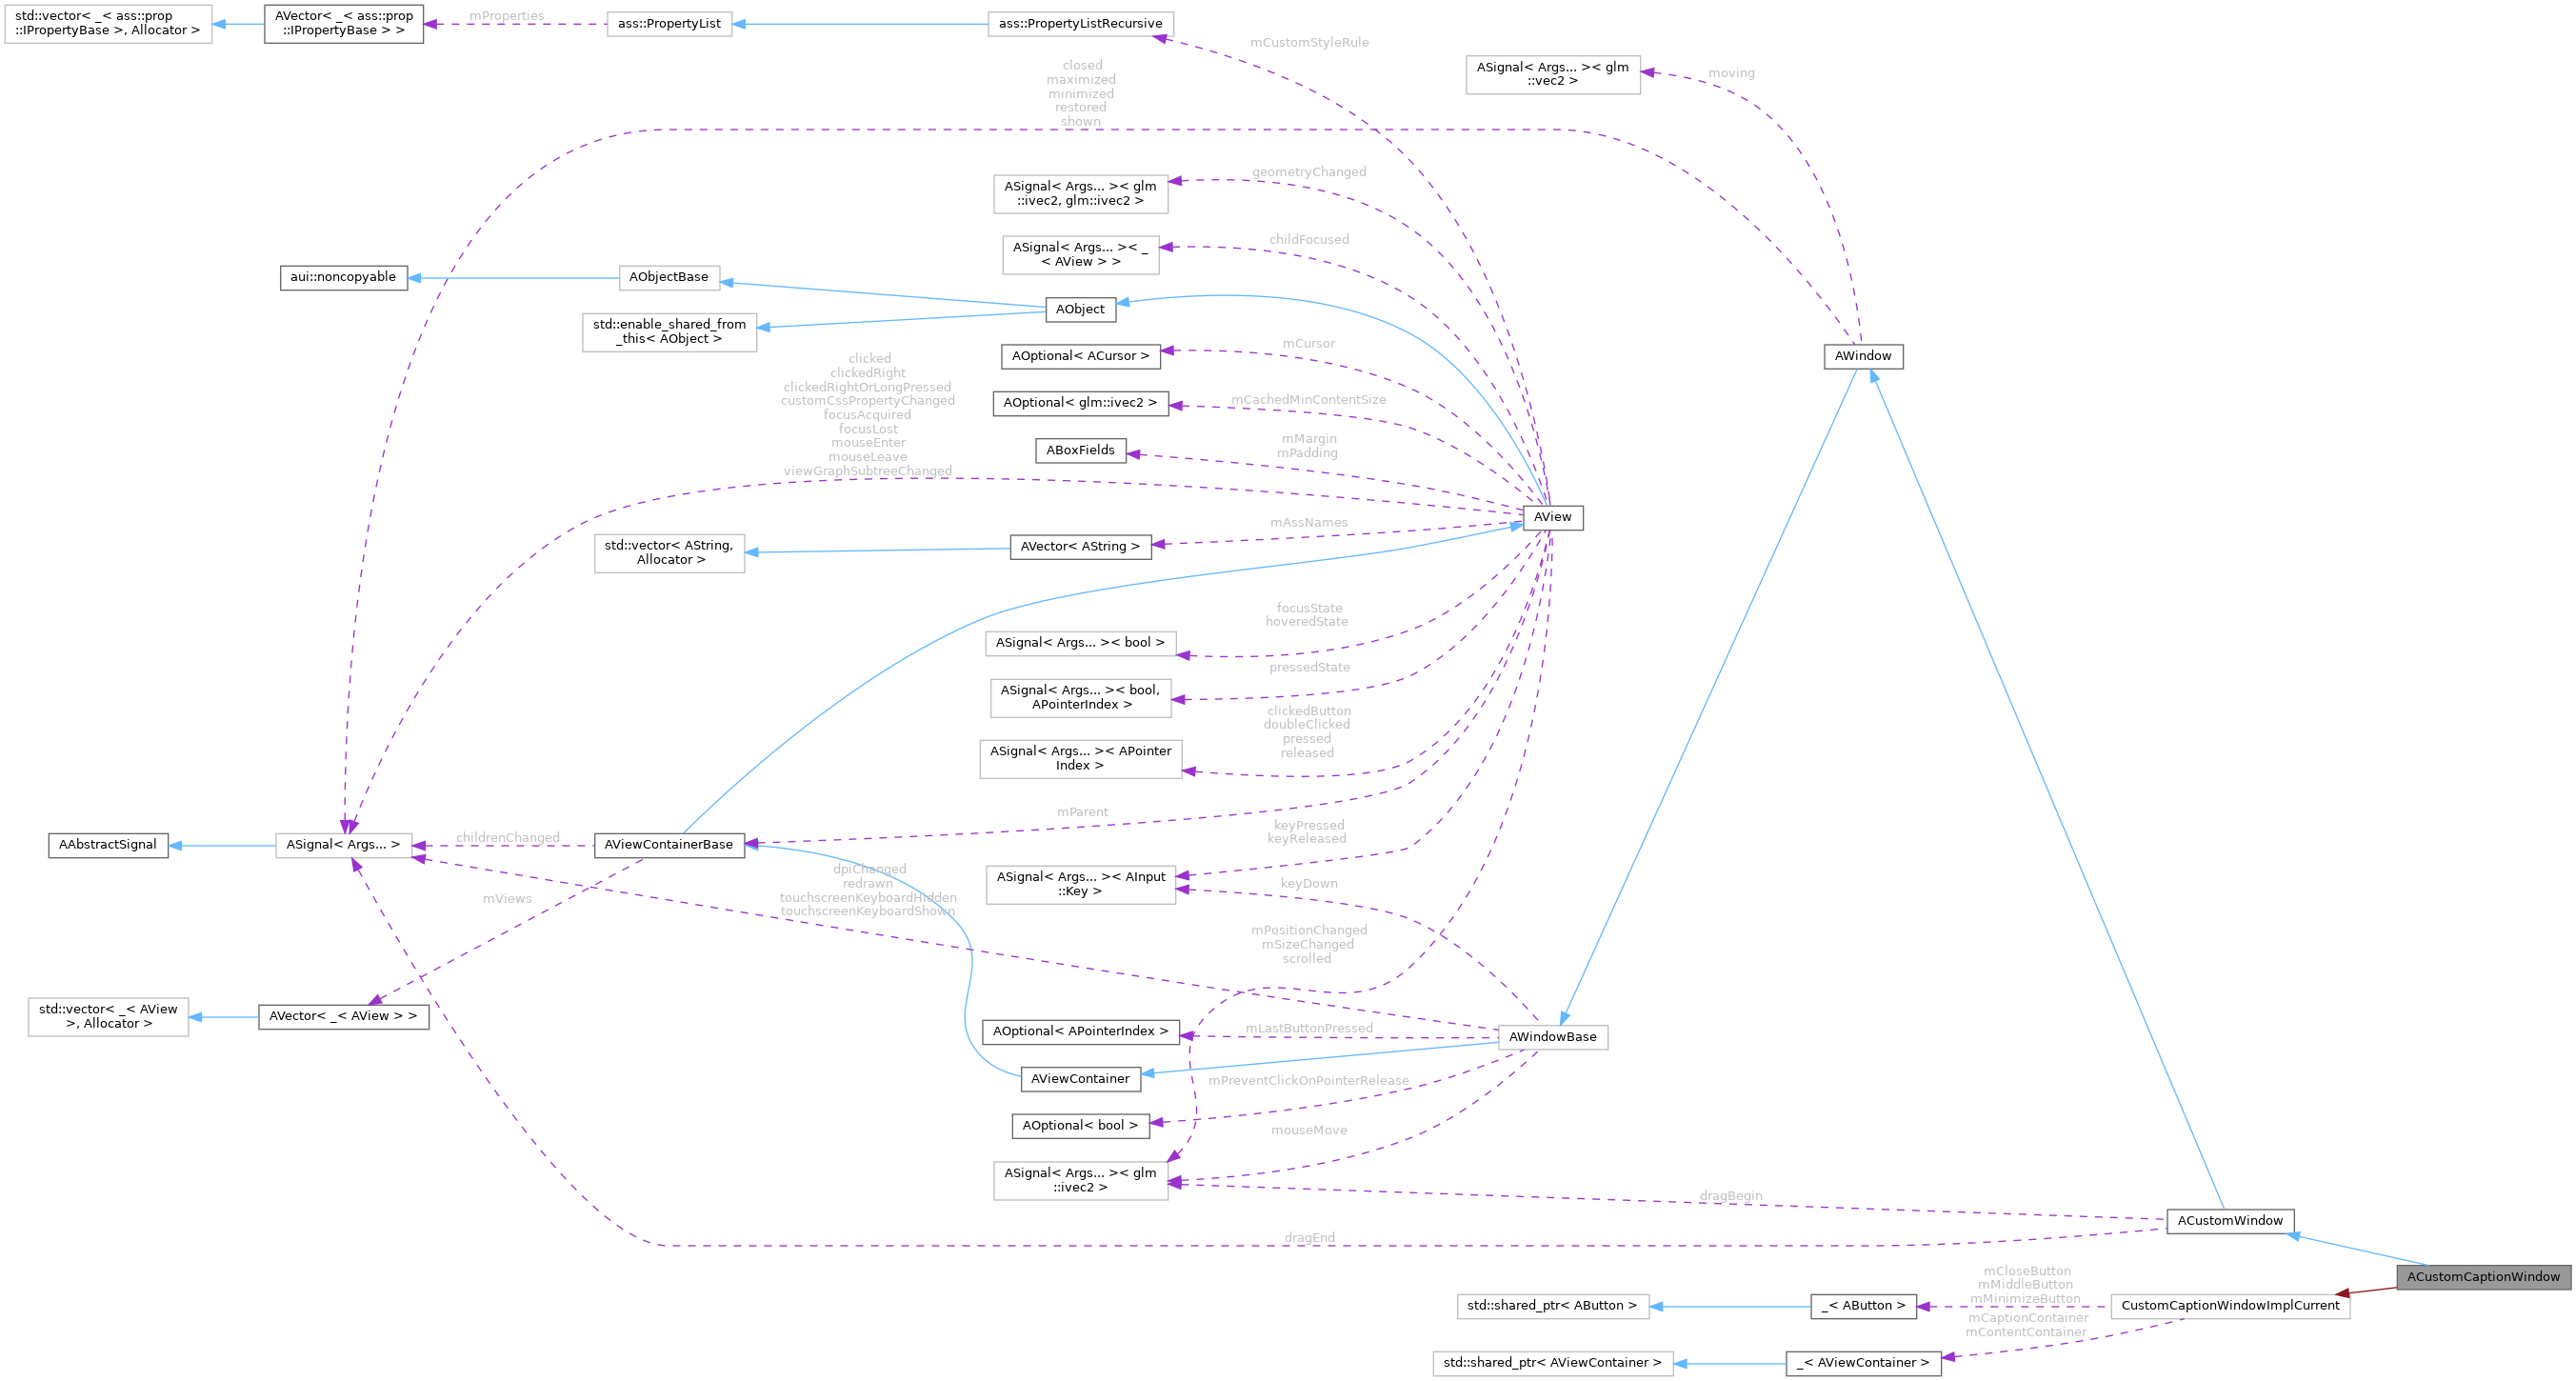 std::vector< _< ass::prop
::IPropertyBase >, Allocator >
AVector< _< ass::prop
::IPropertyBase > >
mProperties
ass::PropertyList
ass::PropertyListRecursive
mCustomStyleRule
ASignal< Args... >< glm
::vec2 >
moving
closed
maximized
minimized
restored
shown
ASignal< Args... >< glm
::ivec2, glm::ivec2 >
geometryChanged
ASignal< Args... >< _
< AView > >
childFocused
aui::noncopyable
AObjectBase
AObject
std::enable_shared_from
_this< AObject >
AOptional< ACursor >
mCursor
AWindow
clicked
clickedRight
clickedRightOrLongPressed
customCssPropertyChanged
focusAcquired
focusLost
mouseEnter
mouseLeave
viewGraphSubtreeChanged
AOptional< glm::ivec2 >
mCachedMinContentSize
ABoxFields
mMargin
mPadding
AView
std::vector< AString,
Allocator >
AVector< AString >
mAssNames
ASignal< Args... >< bool >
focusState
hoveredState
ASignal< Args... >< bool,
APointerIndex >
pressedState
ASignal< Args... >< APointer
Index >
clickedButton
doubleClicked
pressed
released
mParent
AAbstractSignal
ASignal< Args... >
childrenChanged
AViewContainerBase
keyPressed
keyReleased
ASignal< Args... >< AInput
::Key >
keyDown
dpiChanged
redrawn
touchscreenKeyboardHidden
touchscreenKeyboardShown
mViews
mPositionChanged
mSizeChanged
scrolled
std::vector< _< AView
>, Allocator >
AVector< _< AView > >
AOptional< APointerIndex >
mLastButtonPressed
AWindowBase
AViewContainer
mPreventClickOnPointerRelease
AOptional< bool >
mouseMove
ASignal< Args... >< glm
::ivec2 >
dragBegin
ACustomWindow
dragEnd
ACustomCaptionWindow
mCloseButton
mMiddleButton
mMinimizeButton
std::shared_ptr< AButton >
_< AButton >
CustomCaptionWindowImplCurrent
mCaptionContainer
mContentContainer
std::shared_ptr< AViewContainer >
_< AViewContainer >